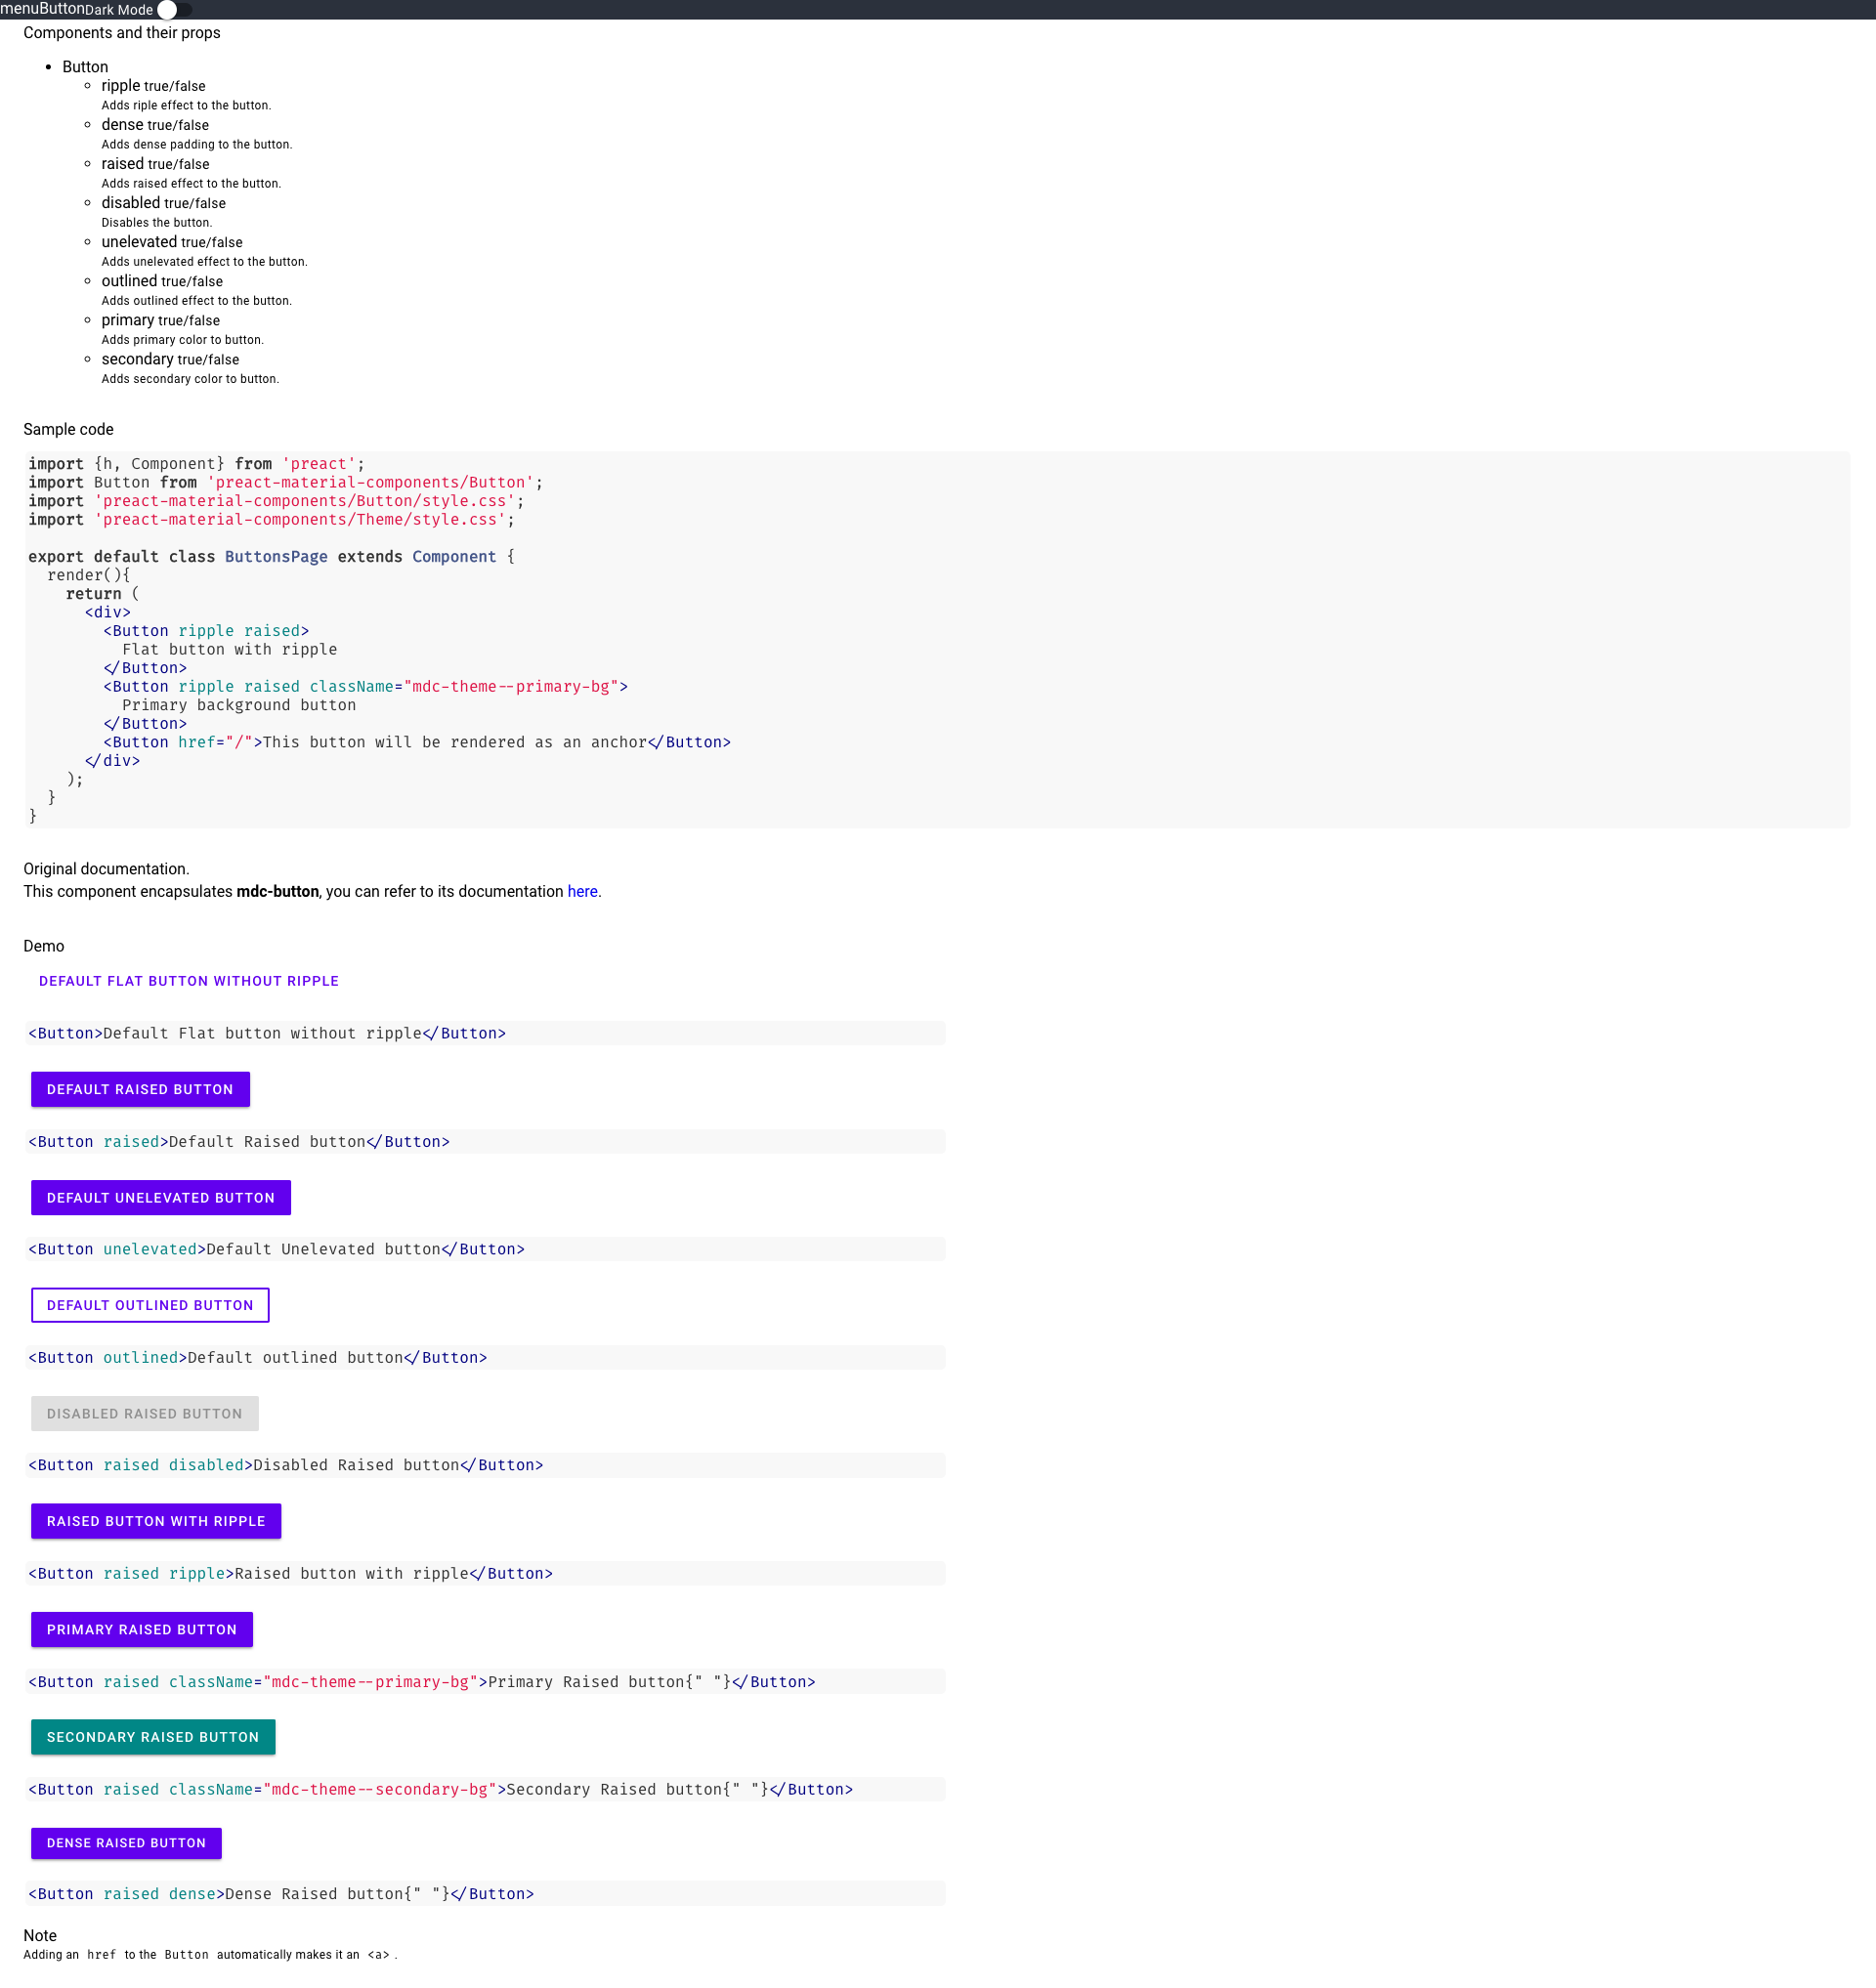 menuButtonDark Mode
Components and their props
Button
ripple true/false
Adds riple effect to the button.
dense true/false
Adds dense padding to the button.
raised true/false
Adds raised effect to the button.
disabled true/false
Disables the button.
unelevated true/false
Adds unelevated effect to the button.
outlined true/false
Adds outlined effect to the button.
primary true/false
Adds primary color to button.
secondary true/false
Adds secondary color to button.
Sample code
import {h, Component} from 'preact';
import Button from 'preact-material-components/Button';
import 'preact-material-components/Button/style.css';
import 'preact-material-components/Theme/style.css';
export default class ButtonsPage extends Component {
render(){
return (
<div>
<Button ripple raised>
Flat button with ripple
</Button>
<Button ripple raised className="mdc-theme--primary-bg">
Primary background button
</Button>
<Button href="/">This button will be rendered as an anchor</Button>
</div>
);
}
}
Original documentation.
This component encapsulates mdc-button, you can refer to its documentation here.
Demo
DEFAULT FLAT BUTTON WITHOUT RIPPLE
<Button>Default Flat button without ripple</Button>
DEFAULT RAISED BUTTON
<Button raised>Default Raised button</Button>
DEFAULT UNELEVATED BUTTON
<Button unelevated>Default Unelevated button</Button>
DEFAULT OUTLINED BUTTON
<Button outlined>Default outlined button</Button>
DISABLED RAISED BUTTON
<Button raised disabled>Disabled Raised button</Button>
RAISED BUTTON WITH RIPPLE
<Button raised ripple>Raised button with ripple</Button>
PRIMARY RAISED BUTTON
<Button raised className="mdc-theme--primary-bg">Primary Raised button{" "}</Button>
SECONDARY RAISED BUTTON
<Button raised className="mdc-theme--secondary-bg">Secondary Raised button{" "}</Button>
DENSE RAISED BUTTON
<Button raised dense>Dense Raised button{" "}</Button>
Note
Adding an href to the Button automatically makes it an <a> .